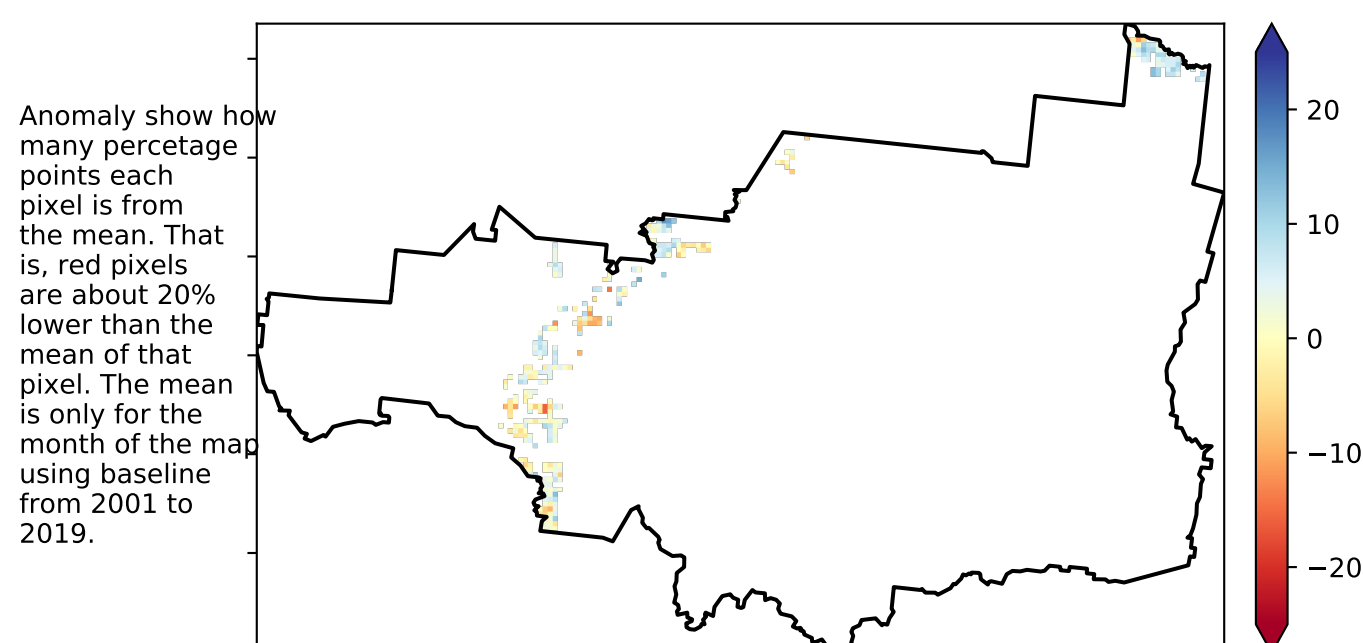 Anomaly show how
many percetage
points each
pixel is from
the mean. That
is, red pixels
are about 20%
lower than the
mean of that
pixel. The mean
is only for the
month of the map
using baseline
from 2001 to
2019.
20
10
0
−10
−20